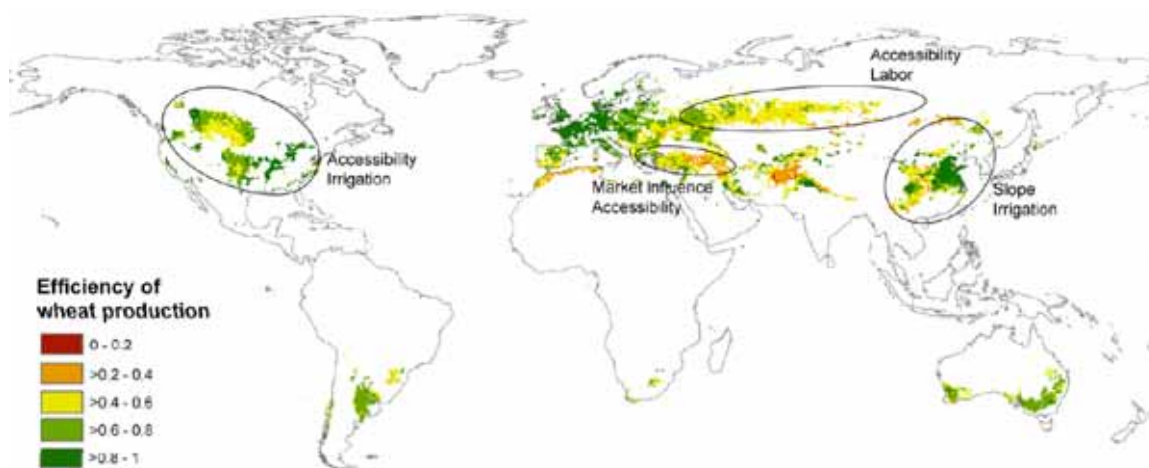 Accessibility
Labor
Accessibility
Irrigation
Market Influence
Accessibility
Slope
Irrigation
Efficiency of
wheat production
0 - 0.2
>0.2 - 0.4
>0.4 - 0.6
>0.6 - 0.8
>0.8 - 1